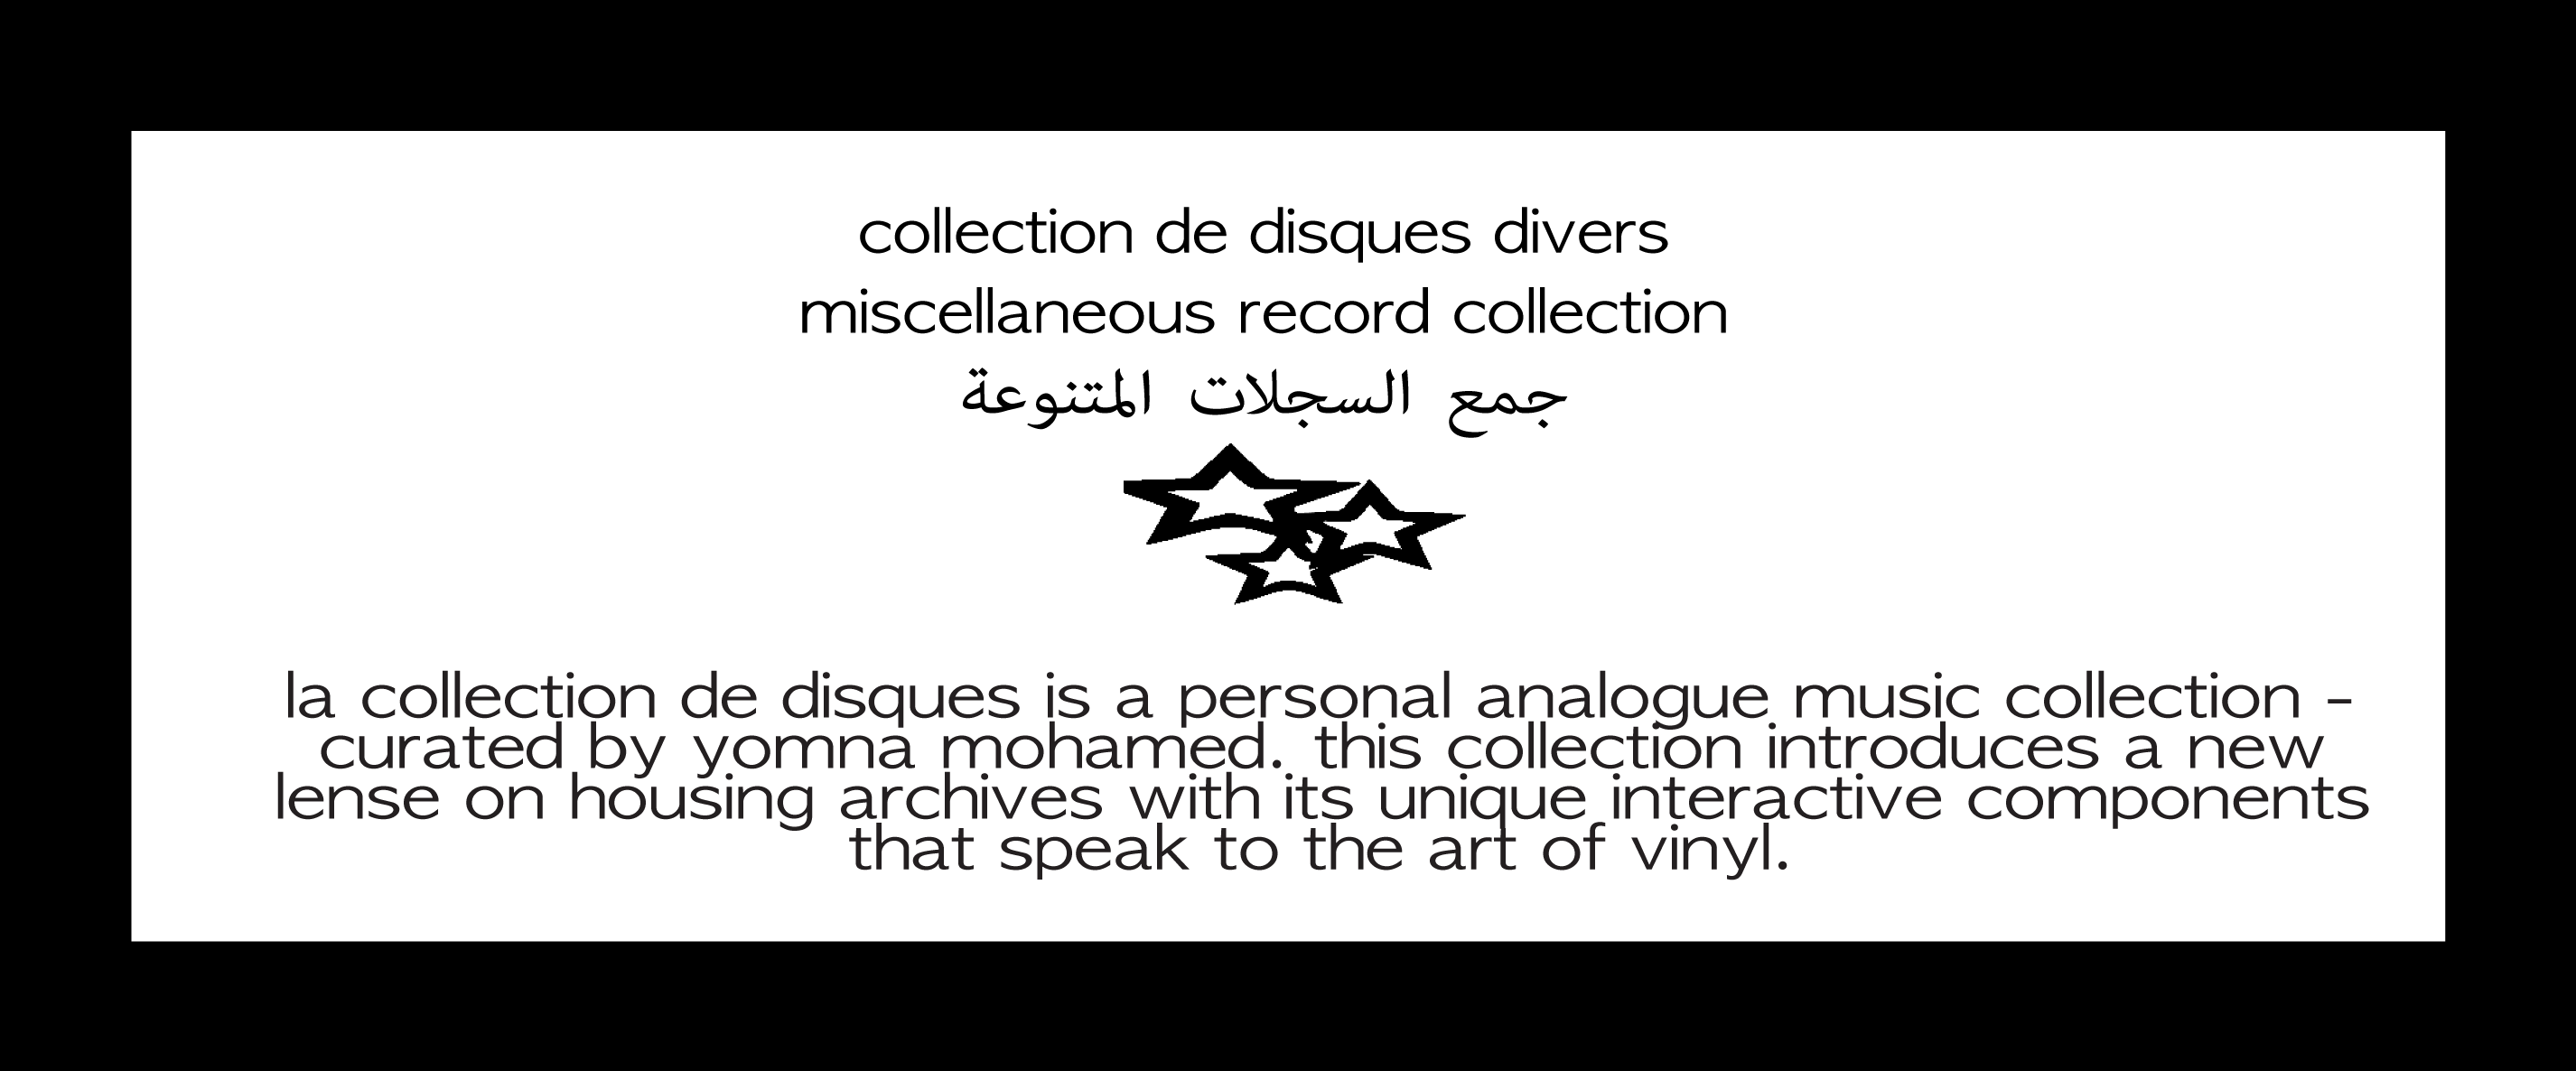 collection de disques divers
miscellaneous record collection
جمع السجلات المتنوعة
la collection de disques is a personal analogue music collection -
curated by yomna mohamed. this collection introduces a new
lense on housing archives with its unique interactive components
that speak to the art of vinyl.